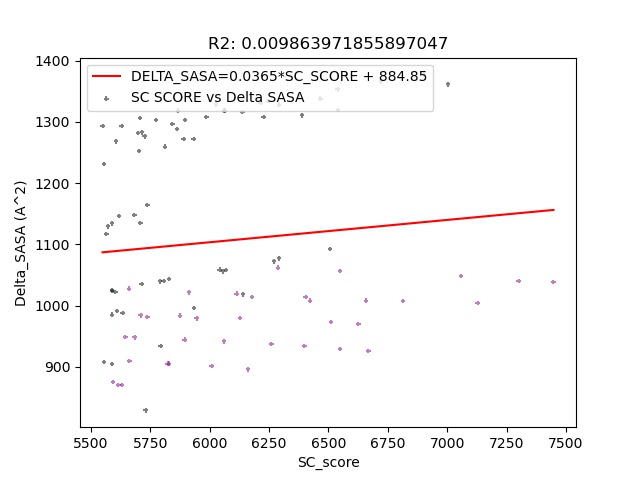 R2: 0.009863971855897047
DELTA_SASA=0.0365*SC_SCORE + 884.85
SC SCORE vs Delta SASA
Delta_SASA (A^2)
1400
1300
1200
1100
1000
900
5500 5750 6000 6250 6500 6750 7000 7250 7500
SC_score